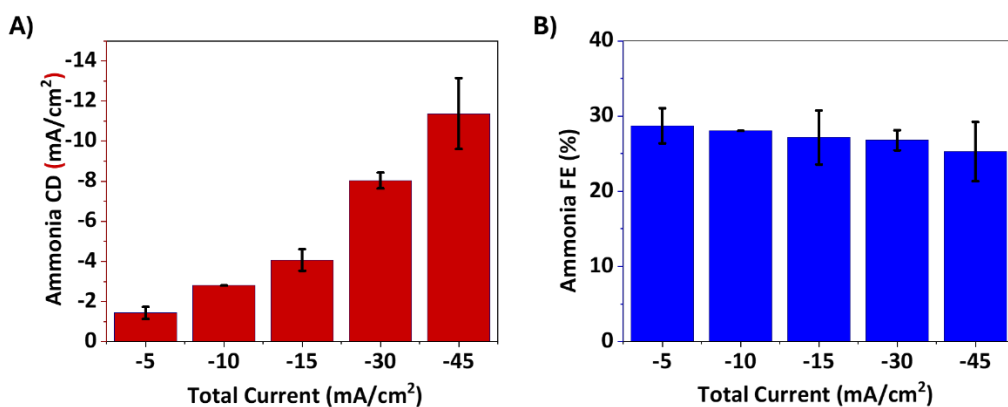 A)
Ammonia CD (mA/cm²)
-14
-12
-10
-8
-6
-4
-2
0
-5 -10 -15 -30 -45
Total Current (mA/cm²)
B)
Ammonia FE (%)
40
30
20
10
0
-5 -10 -15 -30 -45
Total Current (mA/cm²)